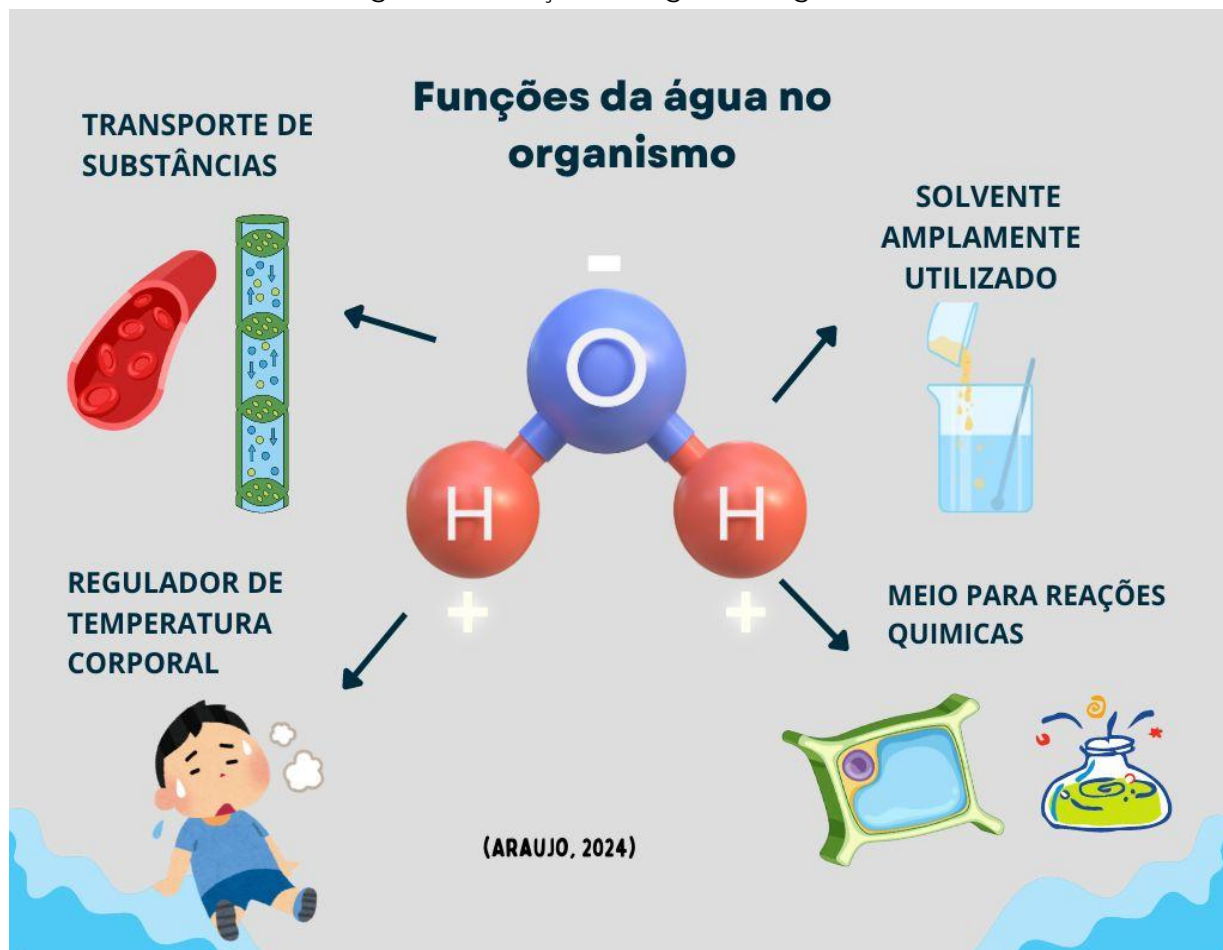 Funções da água no
organismo
TRANSPORTE DE
SUBSTÂNCIAS
SOLVENTE
AMPLAMENTE
UTILIZADO
-
O
H
H
+
+
REGULADOR DE
TEMPERATURA
CORPORAL
MEIO PARA REAÇÕES
QUIMICAS
(ARAUJO, 2024)